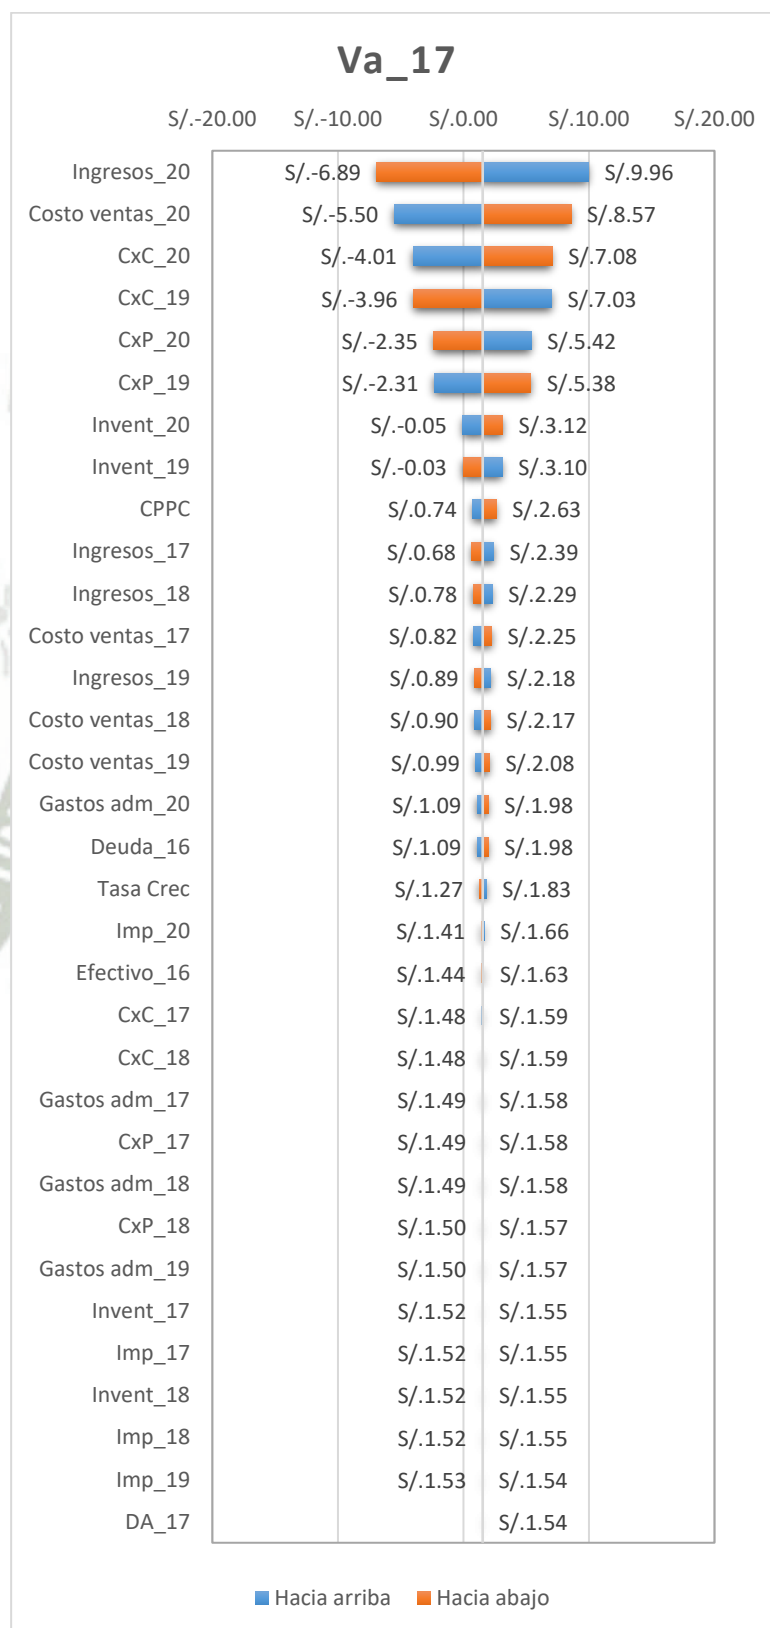 Va_17
S/.-20.00 S/.-10.00 S/.0.00 S/.10.00 S/.20.00
Ingresos_20 S/.-6.89 S/.9.96
Costo ventas_20 S/.-5.50 S/.8.57
CxC_20 S/.-4.01 S/.7.08
CxC_19 S/.-3.96 S/.7.03
CxP_20 S/.-2.35 S/.5.42
CxP_19 S/.-2.31 S/.5.38
Invent_20 S/.-0.05 S/.3.12
Invent_19 S/.-0.03 S/.3.10
CPPC S/.0.74 S/.2.63
Ingresos_17 S/.0.68 S/.2.39
Ingresos_18 S/.0.78 S/.2.29
Costo ventas_17 S/.0.82 S/.2.25
Ingresos_19 S/.0.89 S/.2.18
Costo ventas_18 S/.0.90 S/.2.17
Costo ventas_19 S/.0.99 S/.2.08
Gastos adm_20 S/.1.09 S/.1.98
Deuda_16 S/.1.09 S/.1.98
Tasa Crec S/.1.27 S/.1.83
Imp_20 S/.1.41 S/.1.66
Efectivo_16 S/.1.44 S/.1.63
CxC_17 S/.1.48 S/.1.59
CxC_18 S/.1.48 S/.1.59
Gastos adm_17 S/.1.49 S/.1.58
CxP_17 S/.1.49 S/.1.58
Gastos adm_18 S/.1.49 S/.1.58
CxP_18 S/.1.50 S/.1.57
Gastos adm_19 S/.1.50 S/.1.57
Invent_17 S/.1.52 S/.1.55
Imp_17 S/.1.52 S/.1.55
Invent_18 S/.1.52 S/.1.55
Imp_18 S/.1.52 S/.1.55
Imp_19 S/.1.53 S/.1.54
DA_17 S/.1.54
Hacia arriba Hacia abajo